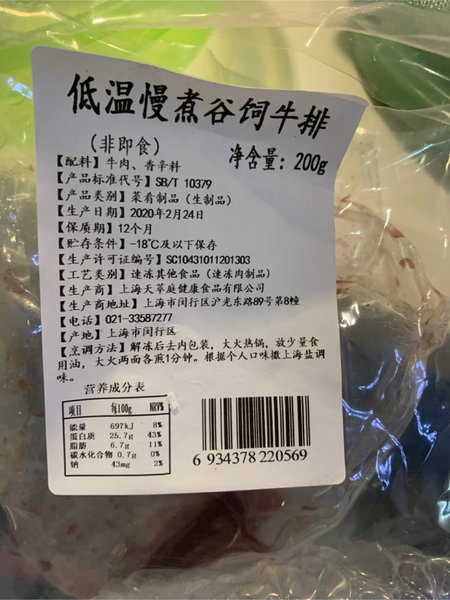 低温慢煮谷饲牛排
（非即食） 净含量：200g
【配料】牛肉、香辛料
【产品标准代号】SB/T 10379
【产品类别】菜肴制品（生制品）
【生产日期】2020年2月24日
【保质期】12个月
【贮存条件】-18℃及以下保存
【生产许可证编号】SC10431011201303
【工艺类别】速冻其他食品（速冻肉制品）
【生产商】上海天萃庭健康食品有限公司
【生产商地址】上海市闵行区沪光东路89号第8幢
【电话】021-33587277
【产地】上海市闵行区
【烹调方法】解冻后去内包装，大火热锅，放少量食
用油，大火两面各煎1分钟。根据个人口味撒上海盐调
味。
营养成分表
项目 每100g NRV%
能量 697kJ 8%
蛋白质 25.7g 43%
脂肪 6.7g 11%
碳水化合物 0.7g 0%
钠 43mg 2%
6 934378 220569